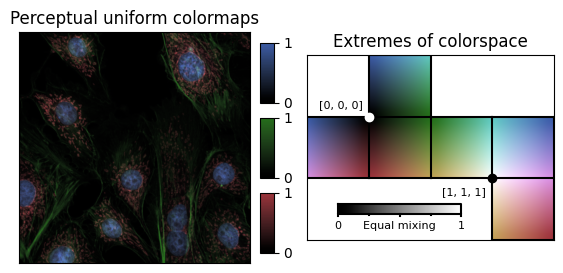 Perceptual uniform colormaps
1
0
1
0
1
0
Extremes of colorspace
[0, 0, 0]
[1, 1, 1]
0 Equal mixing 1